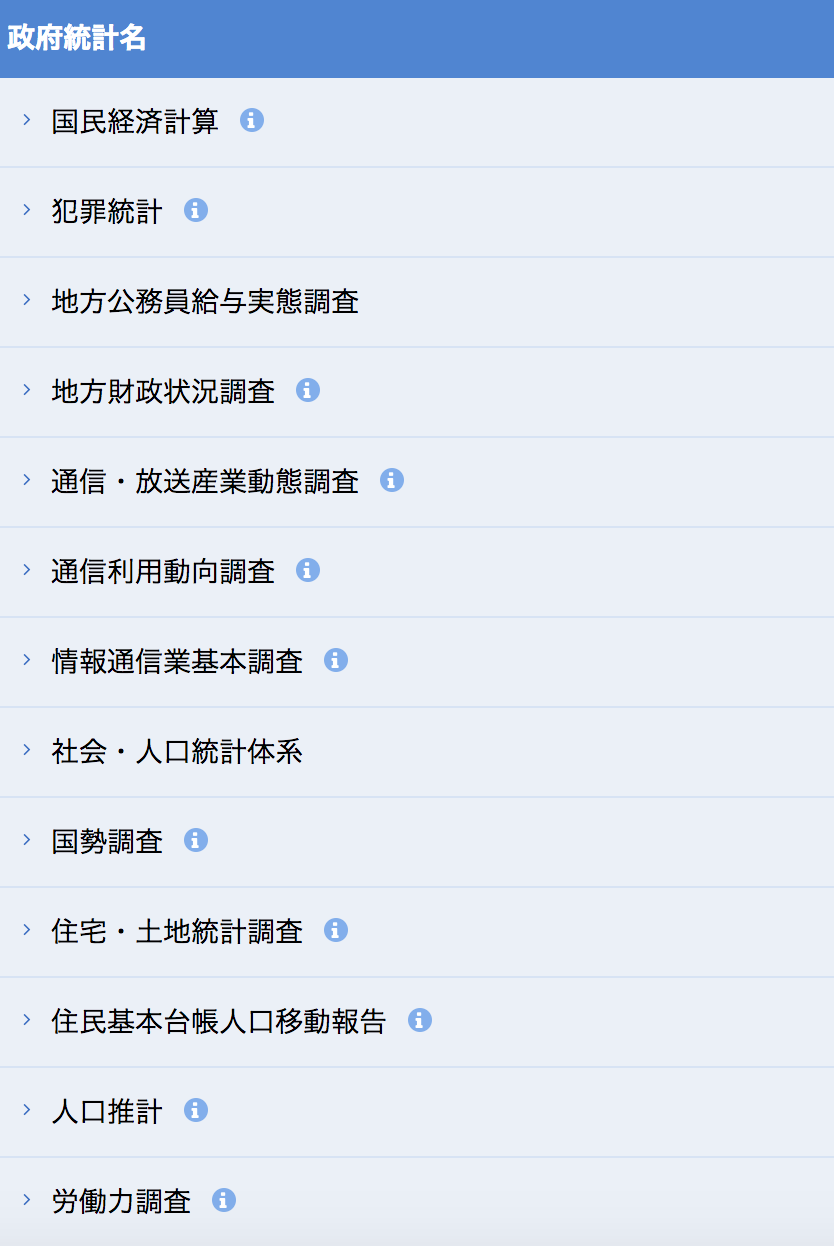 政府統計名
国民経済計算
犯罪統計
地方公務員給与実態調査
地方財政状況調査
通信・放送産業動態調査
通信利用動向調査
情報通信業基本調査
社会・人口統計体系
国勢調査
住宅・土地統計調査
住民基本台帳人口移動報告
人口推計
労働力調査